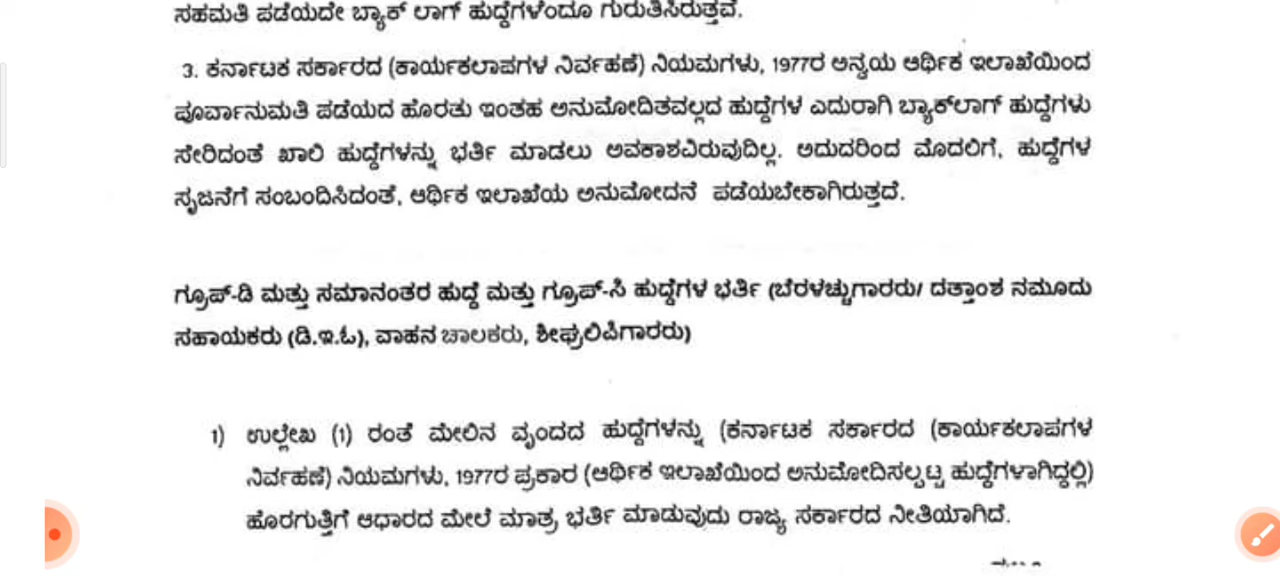 ಸಹಮತಿ ಪಡೆಯದೇ ಬ್ಯಾಕ್ ಲಾಗ್ ಹುದ್ದೆಗಳೆಂದೂ ಗುರುತಿಸಿರುತ್ತವೆ.
3. ಕರ್ನಾಟಕ ಸರ್ಕಾರದ (ಕಾರ್ಯಕಲಾಪಗಳ ನಿರ್ವಹಣೆ) ನಿಯಮಗಳು, 1977ರ ಅನ್ವಯ ಆರ್ಥಿಕ ಇಲಾಖೆಯಿಂದ
ಪೂರ್ವಾನುಮತಿ ಪಡೆಯದ ಹೊರತು ಇಂತಹ ಅನುಮೋದಿತವಲ್ಲದ ಹುದ್ದೆಗಳ ಎದುರಾಗಿ ಬ್ಯಾಕ್‌ಲಾಗ್ ಹುದ್ದೆಗಳು
ಸೇರಿದಂತೆ ಖಾಲಿ ಹುದ್ದೆಗಳನ್ನು ಭರ್ತಿ ಮಾಡಲು ಅವಕಾಶವಿರುವುದಿಲ್ಲ. ಅದುದರಿಂದ ಮೊದಲಿಗೆ, ಹುದ್ದೆಗಳ
ಸೃಜನೆಗೆ ಸಂಬಂದಿಸಿದಂತೆ, ಆರ್ಥಿಕ ಇಲಾಖೆಯ ಅನುಮೋದನೆ ಪಡೆಯಬೇಕಾಗಿರುತ್ತದೆ.
ಗ್ರೂಪ್-ಡಿ ಮತ್ತು ಸಮಾನಂತರ ಹುದ್ದೆ ಮತ್ತು ಗ್ರೂಪ್-ಸಿ ಹುದ್ದೆಗಳ ಭರ್ತಿ (ಬೆರಳಚ್ಚುಗಾರರು/ ದತ್ತಾಂಶ ನಮೂದು
ಸಹಾಯಕರು (ಡಿ.ಇ.ಓ), ವಾಹನ ಚಾಲಕರು, ಶೀಘ್ರಲಿಪಿಗಾರರು)
1) ಉಲ್ಲೇಖ (1) ರಂತೆ ಮೇಲಿನ ವೃಂದದ ಹುದ್ದೆಗಳನ್ನು (ಕರ್ನಾಟಕ ಸರ್ಕಾರದ (ಕಾರ್ಯಕಲಾಪಗಳ
ನಿರ್ವಹಣೆ) ನಿಯಮಗಳು, 1977ರ ಪ್ರಕಾರ (ಆರ್ಥಿಕ ಇಲಾಖೆಯಿಂದ ಅನುಮೋದಿಸಲ್ಪಟ್ಟ ಹುದ್ದೆಗಳಾಗಿದ್ದಲ್ಲಿ)
ಹೊರಗುತ್ತಿಗೆ ಆಧಾರದ ಮೇಲೆ ಮಾತ್ರ ಭರ್ತಿ ಮಾಡುವುದು ರಾಜ್ಯ ಸರ್ಕಾರದ ನೀತಿಯಾಗಿದೆ.